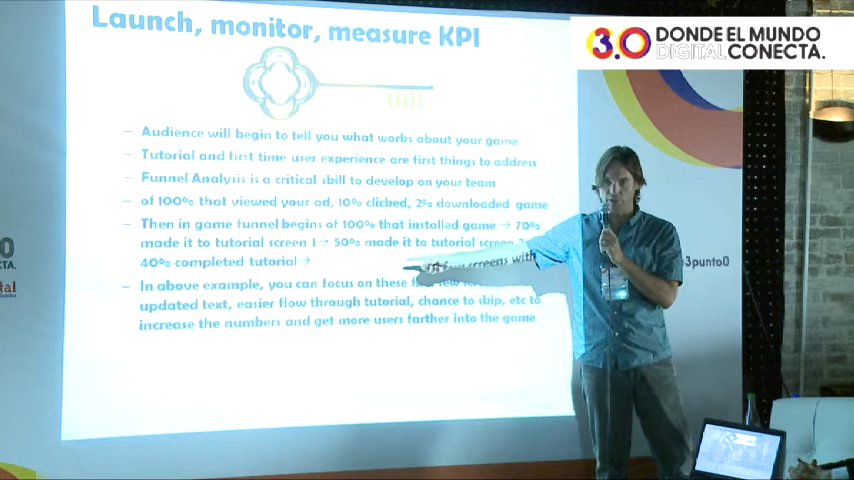 Launch, monitor, measure KPI
3.0 DONDE EL MUNDO
DIGITAL CONECTA.
– Audience will begin to tell you what works about your game
– Tutorial and first time user experience are first things to address
– Funnel Analysis is a critical skill to develop on your team
– of 100% that viewed your ad, 10% clicked, 2% downloaded game
– Then in game funnel begins of 100% that installed game → 70%
made it to tutorial screen 1→ 50% made it to tutorial screen
40% completed tutorial→
– In above example, you can focus on these screens with
updated text, easier flow through tutorial, chance to skip, etc to
increase the numbers and get more users farther into the game
3punto0
0
CTA.
tal